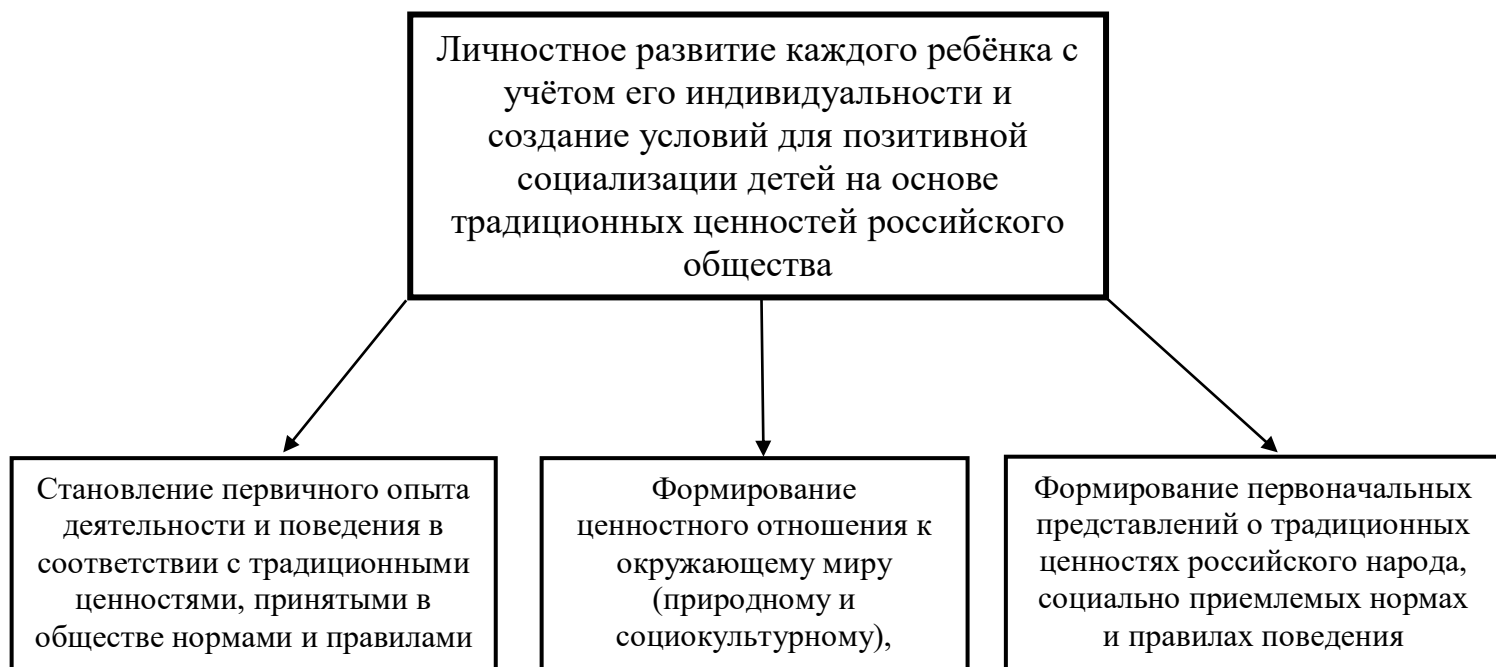 Личностное развитие каждого ребёнка с
учётом его индивидуальности и
создание условий для позитивной
социализации детей на основе
традиционных ценностей российского
общества
Становление первичного опыта
деятельности и поведения в
соответствии с традиционными
ценностями, принятыми в
обществе нормами и правилами
Формирование
ценностного отношения к
окружающему миру
(природному и
социокультурному),
Формирование первоначальных
представлений о традиционных
ценностях российского народа,
социально приемлемых нормах
и правилах поведения